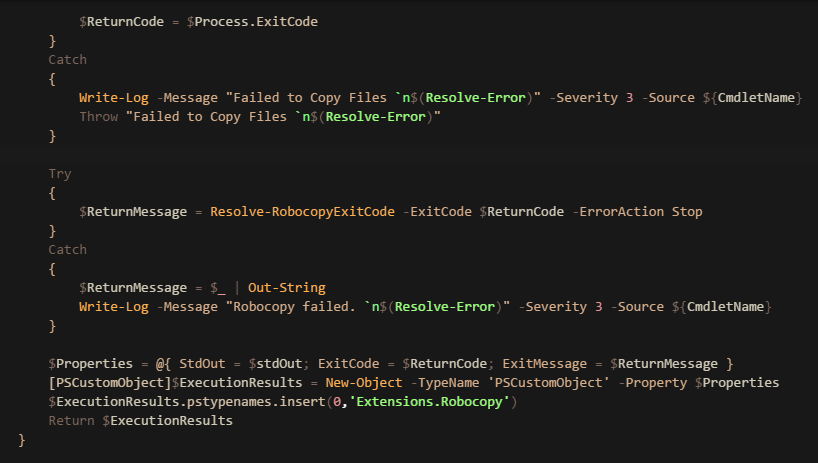 $ReturnCode = $Process.ExitCode
}
Catch
{
Write-Log -Message "Failed to Copy Files `n$(Resolve-Error)" -Severity 3 -Source ${CmdletName}
Throw "Failed to Copy Files `n$(Resolve-Error)"
}
Try
{
$ReturnMessage = Resolve-RobocopyExitCode -ExitCode $ReturnCode -ErrorAction Stop
}
Catch
{
$ReturnMessage = $_ | Out-String
Write-Log -Message "Robocopy failed. `n$(Resolve-Error)" -Severity 3 -Source ${CmdletName}
}
$Properties = @{ StdOut = $stdOut; ExitCode = $ReturnCode; ExitMessage = $ReturnMessage }
[PSCustomObject]$ExecutionResults = New-Object -TypeName 'PSCustomObject' -Property $Properties
$ExecutionResults.pstypenames.insert(0,'Extensions.Robocopy')
Return $ExecutionResults
}